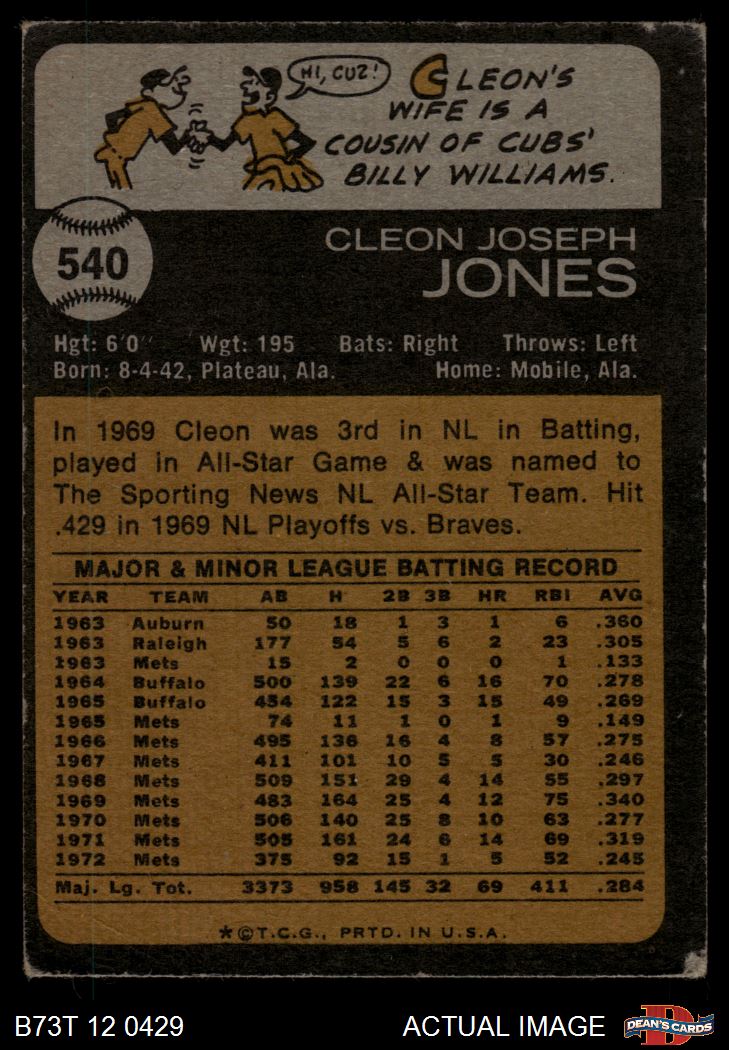 HI, CUZ!
CLEON'S
WIFE IS A
COUSIN OF CUBS'
BILLY WILLIAMS.
540
CLEON JOSEPH
JONES
Hgt: 6'0" Wgt: 195 Bats: Right Throws: Left
Born: 8-4-42, Plateau, Ala. Home: Mobile, Ala.
In 1969 Cleon was 3rd in NL in Batting,
played in All-Star Game & was named to
The Sporting News NL All-Star Team. Hit
.429 in 1969 NL Playoffs vs. Braves.
MAJOR & MINOR LEAGUE BATTING RECORD
YEAR TEAM AB H 2B 3B HR RBI AVG
1963 Auburn 50 18 1 3 1 6 .360
1963 Raleigh 177 54 5 6 2 23 .305
1963 Mets 15 2 0 0 0 1 .133
1964 Buffalo 500 139 22 6 16 70 .278
1965 Buffalo 454 122 15 3 15 49 .269
1965 Mets 74 11 1 0 1 9 .149
1966 Mets 495 136 16 4 8 57 .275
1967 Mets 411 101 10 5 5 30 .246
1968 Mets 509 151 29 4 14 55 .297
1969 Mets 483 164 25 4 12 75 .340
1970 Mets 506 140 25 8 10 63 .277
1971 Mets 505 161 24 6 14 69 .319
1972 Mets 375 92 15 1 5 52 .245
Maj. Lg. Tot. 3373 958 145 32 69 411 .284
*©T.C.G., PRTD. IN U.S.A.
B73T 12 0429 ACTUAL IMAGE DEAN'S CARDS